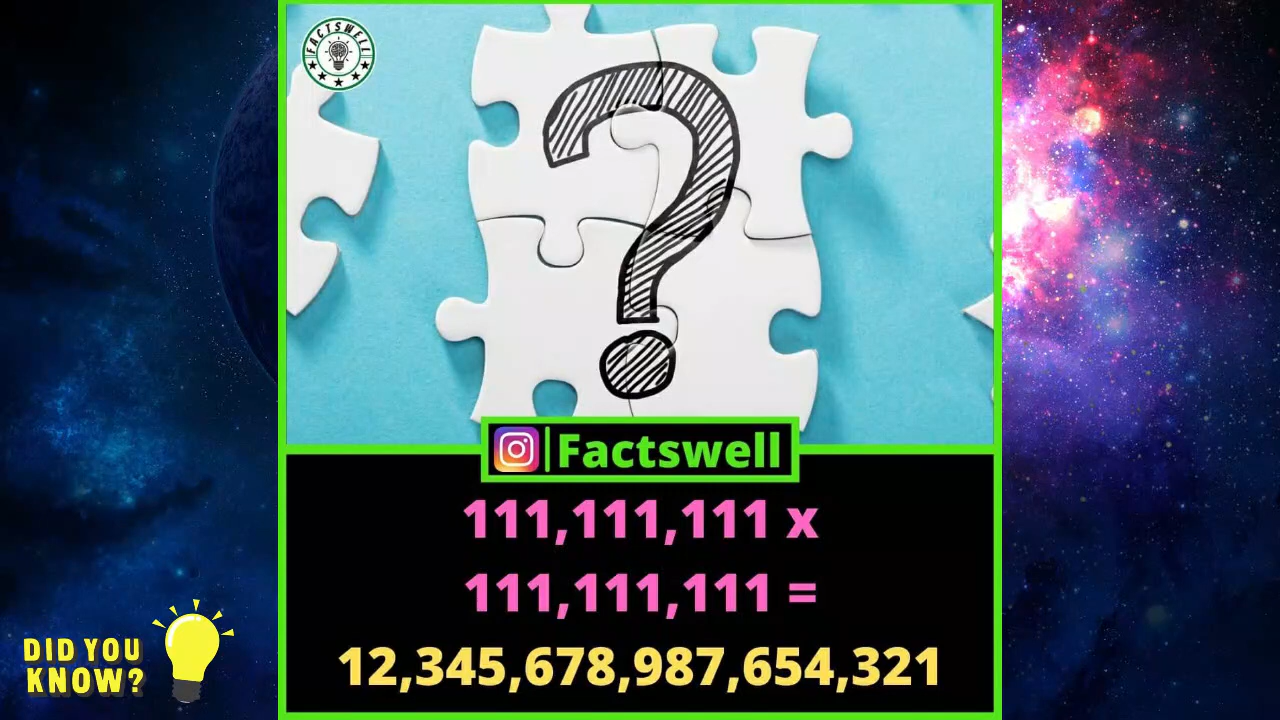 FACTSWELL
Factswell
111,111,111 x
111,111,111 =
12,345,678,987,654,321
DID YOU
KNOW?